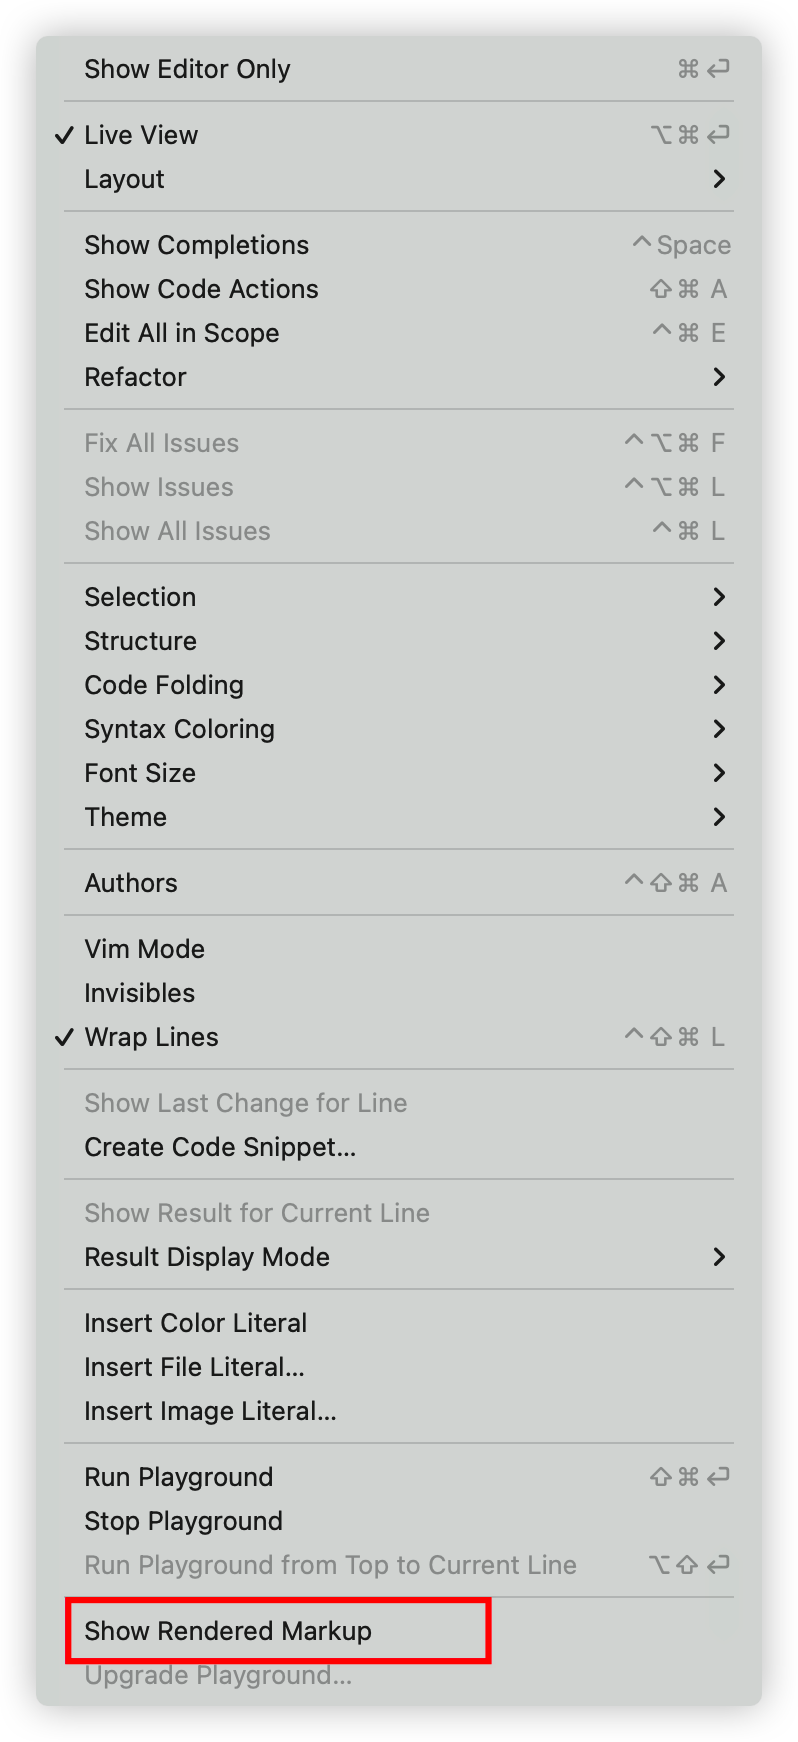 Show Editor Only ⌘ ↩
✓ Live View ⌥ ⌘ ↩
Layout >
Show Completions ^ Space
Show Code Actions ⇧ ⌘ A
Edit All in Scope ^ ⌘ E
Refactor >
Fix All Issues ^ ⌥ ⌘ F
Show Issues ^ ⌥ ⌘ L
Show All Issues ^ ⌘ L
Selection >
Structure >
Code Folding >
Syntax Coloring >
Font Size >
Theme >
Authors ^ ⇧ ⌘ A
Vim Mode
Invisibles
✓ Wrap Lines ^ ⇧ ⌘ L
Show Last Change for Line
Create Code Snippet...
Show Result for Current Line
Result Display Mode >
Insert Color Literal
Insert File Literal...
Insert Image Literal...
Run Playground ⇧ ⌘ ↩
Stop Playground
Run Playground from Top to Current Line ⌥ ⇧ ↩
Show Rendered Markup
Upgrade Playground...